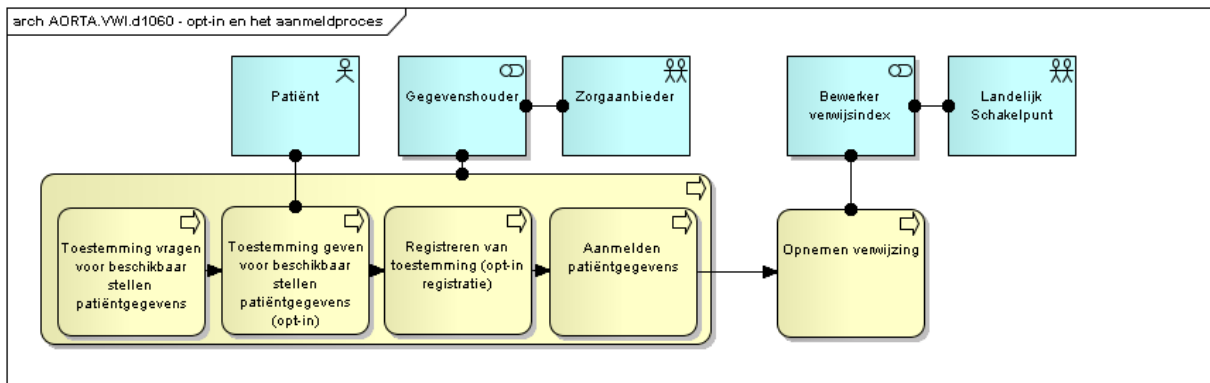 arch AORTA.VWI.d1060 - opt-in en het aanmeldproces
Patiënt
Gegevenshouder
Zorgaanbieder
Bewerker
verwijsindex
Landelijk
Schakelpunt
Toestemming vragen
voor beschikbaar
stellen
patiëntgegevens
Toestemming geven
voor beschikbaar
stellen
patiëntgegevens
(opt-in)
Registreren van
toestemming (opt-in
registratie)
Aanmelden
patiëntgegevens
Opnemen verwijzing